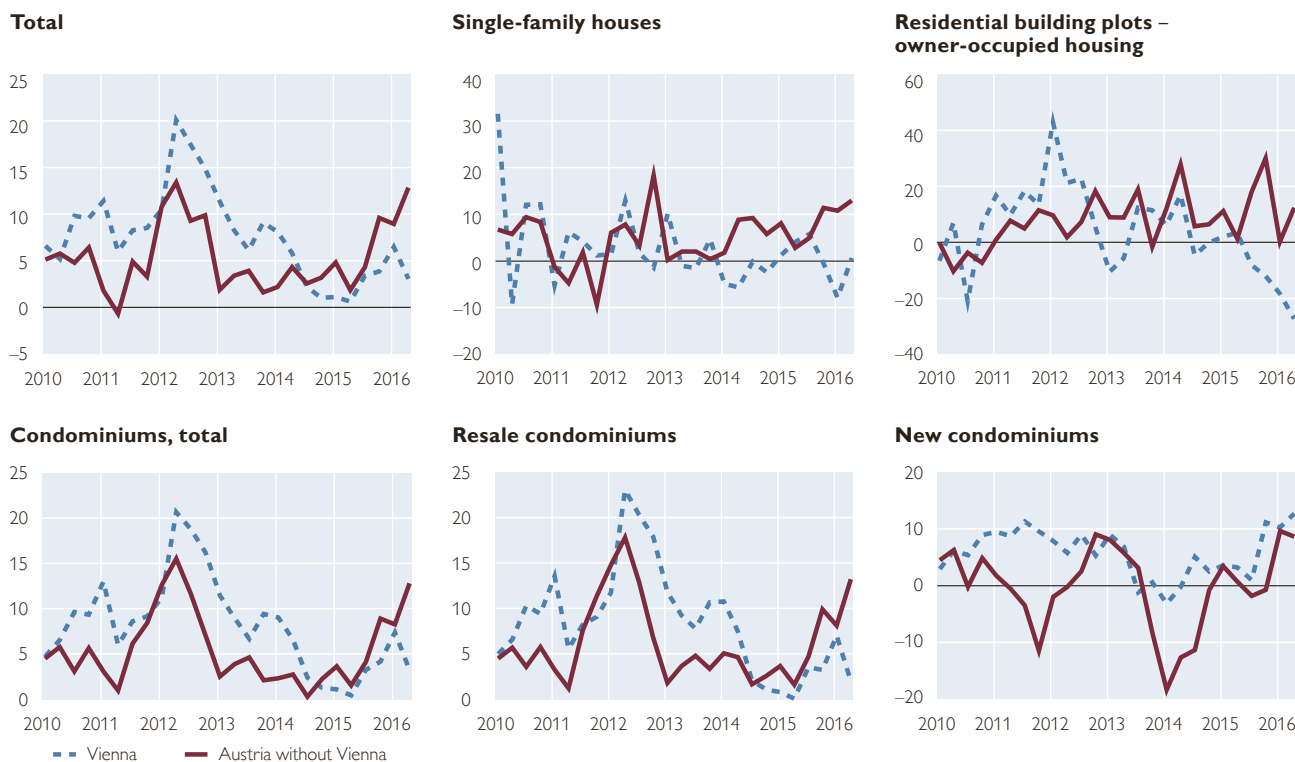 Total
25
20
15
10
5
0
–5
2010 2011 2012 2013 2014 2015 2016
Single-family houses
40
30
20
10
0
–10
–20
2010 2011 2012 2013 2014 2015 2016
Residential building plots –
owner-occupied housing
60
40
20
0
–20
–40
2010 2011 2012 2013 2014 2015 2016
Condominiums, total
25
20
15
10
5
0
2010 2011 2012 2013 2014 2015 2016
Resale condominiums
25
20
15
10
5
0
2010 2011 2012 2013 2014 2015 2016
New condominiums
20
10
0
–10
–20
2010 2011 2012 2013 2014 2015 2016
Vienna Austria without Vienna